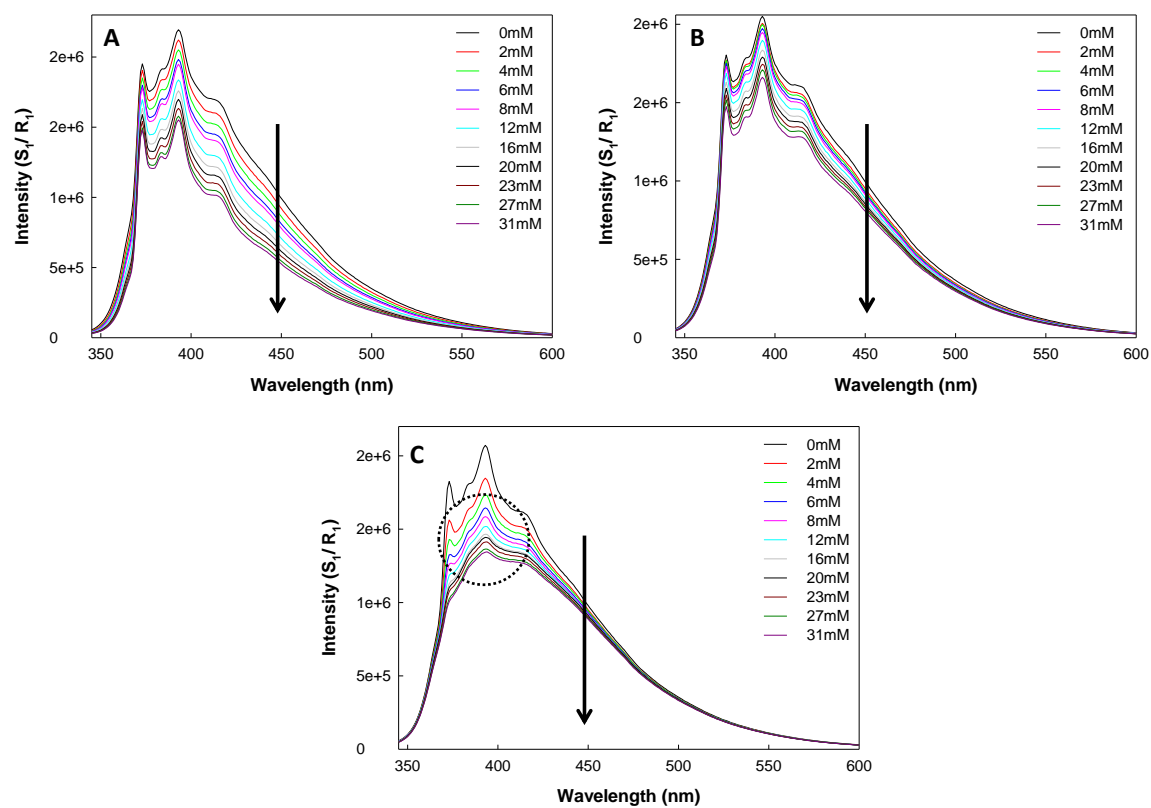 A
Intensity (S1/ R1)
2e+6
2e+6
1e+6
5e+5
0
350 400 450 500 550 600
Wavelength (nm)
0mM
2mM
4mM
6mM
8mM
12mM
16mM
20mM
23mM
27mM
31mM
B
Intensity (S1/ R1)
2e+6
2e+6
1e+6
5e+5
0
350 400 450 500 550 600
Wavelength (nm)
0mM
2mM
4mM
6mM
8mM
12mM
16mM
20mM
23mM
27mM
31mM
C
Intensity (S1/ R1)
2e+6
2e+6
1e+6
5e+5
0
350 400 450 500 550 600
Wavelength (nm)
0mM
2mM
4mM
6mM
8mM
12mM
16mM
20mM
23mM
27mM
31mM